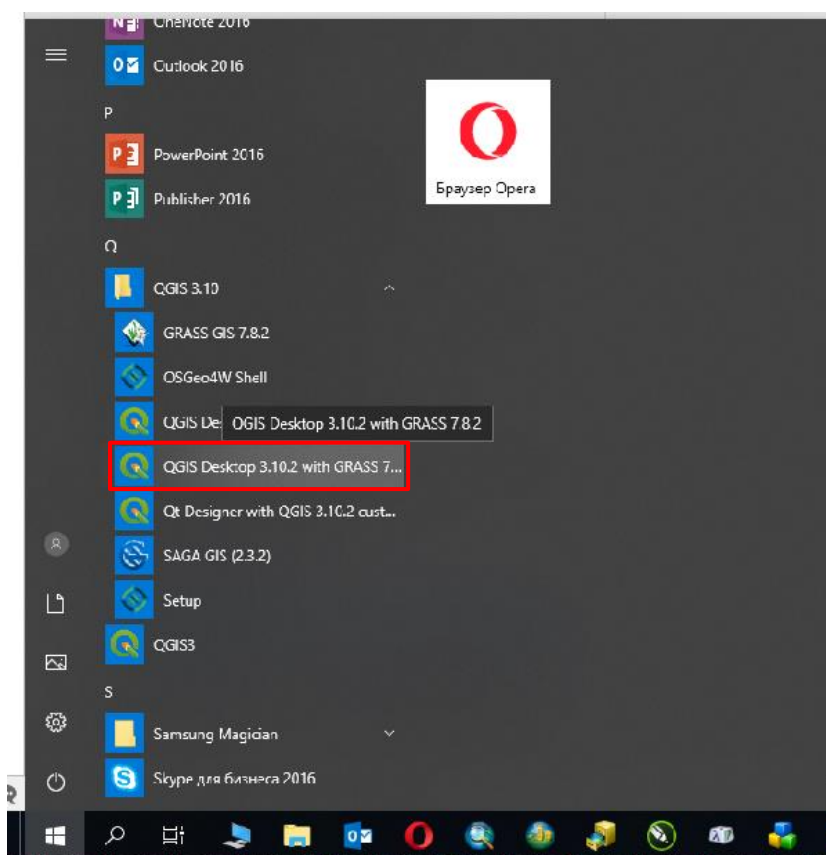 OneNote 2016
Outlook 2016
P
PowerPoint 2016
Publisher 2016
Браузер Opera
Q
QGIS 3.10
GRASS GIS 7.8.2
OSGeo4W Shell
QGIS De
QGIS Desktop 3.10.2 with GRASS 7.8.2
QGIS Desktop 3.10.2 with GRASS 7...
Qt Designer with QGIS 3.10.2 cust...
SAGA GIS (2.3.2)
Setup
QGIS3
S
Samsung Magician
Skype для бизнеса 2016